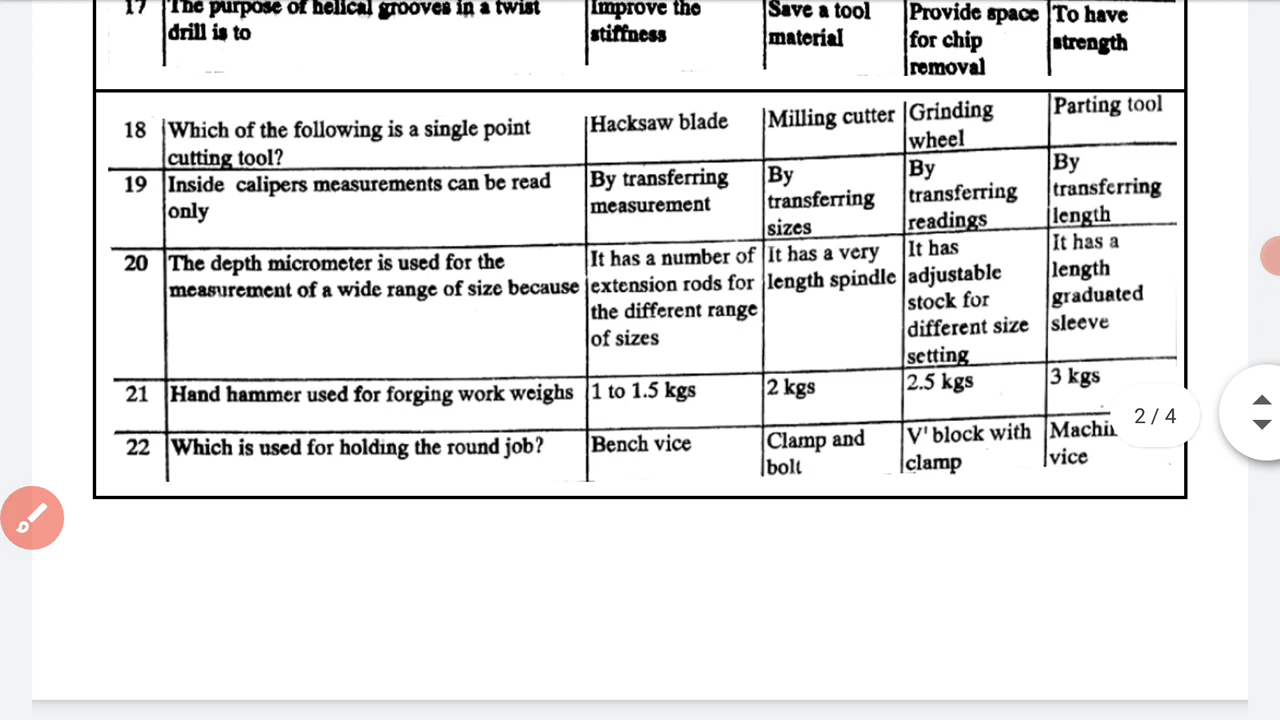 17 The purpose of helical grooves in a twist drill is to | Improve the stiffness | Save a tool material | Provide space for chip removal | To have strength
18 Which of the following is a single point cutting tool? | Hacksaw blade | Milling cutter | Grinding wheel | Parting tool
19 Inside calipers measurements can be read only | By transferring measurement | By transferring sizes | By transferring readings | By transferring length
20 The depth micrometer is used for the measurement of a wide range of size because | It has a number of extension rods for the different range of sizes | It has a very length spindle | It has adjustable stock for different size setting | It has a length graduated sleeve
21 Hand hammer used for forging work weighs | 1 to 1.5 kgs | 2 kgs | 2.5 kgs | 3 kgs
22 Which is used for holding the round job? | Bench vice | Clamp and bolt | V' block with clamp | vice
2 / 4